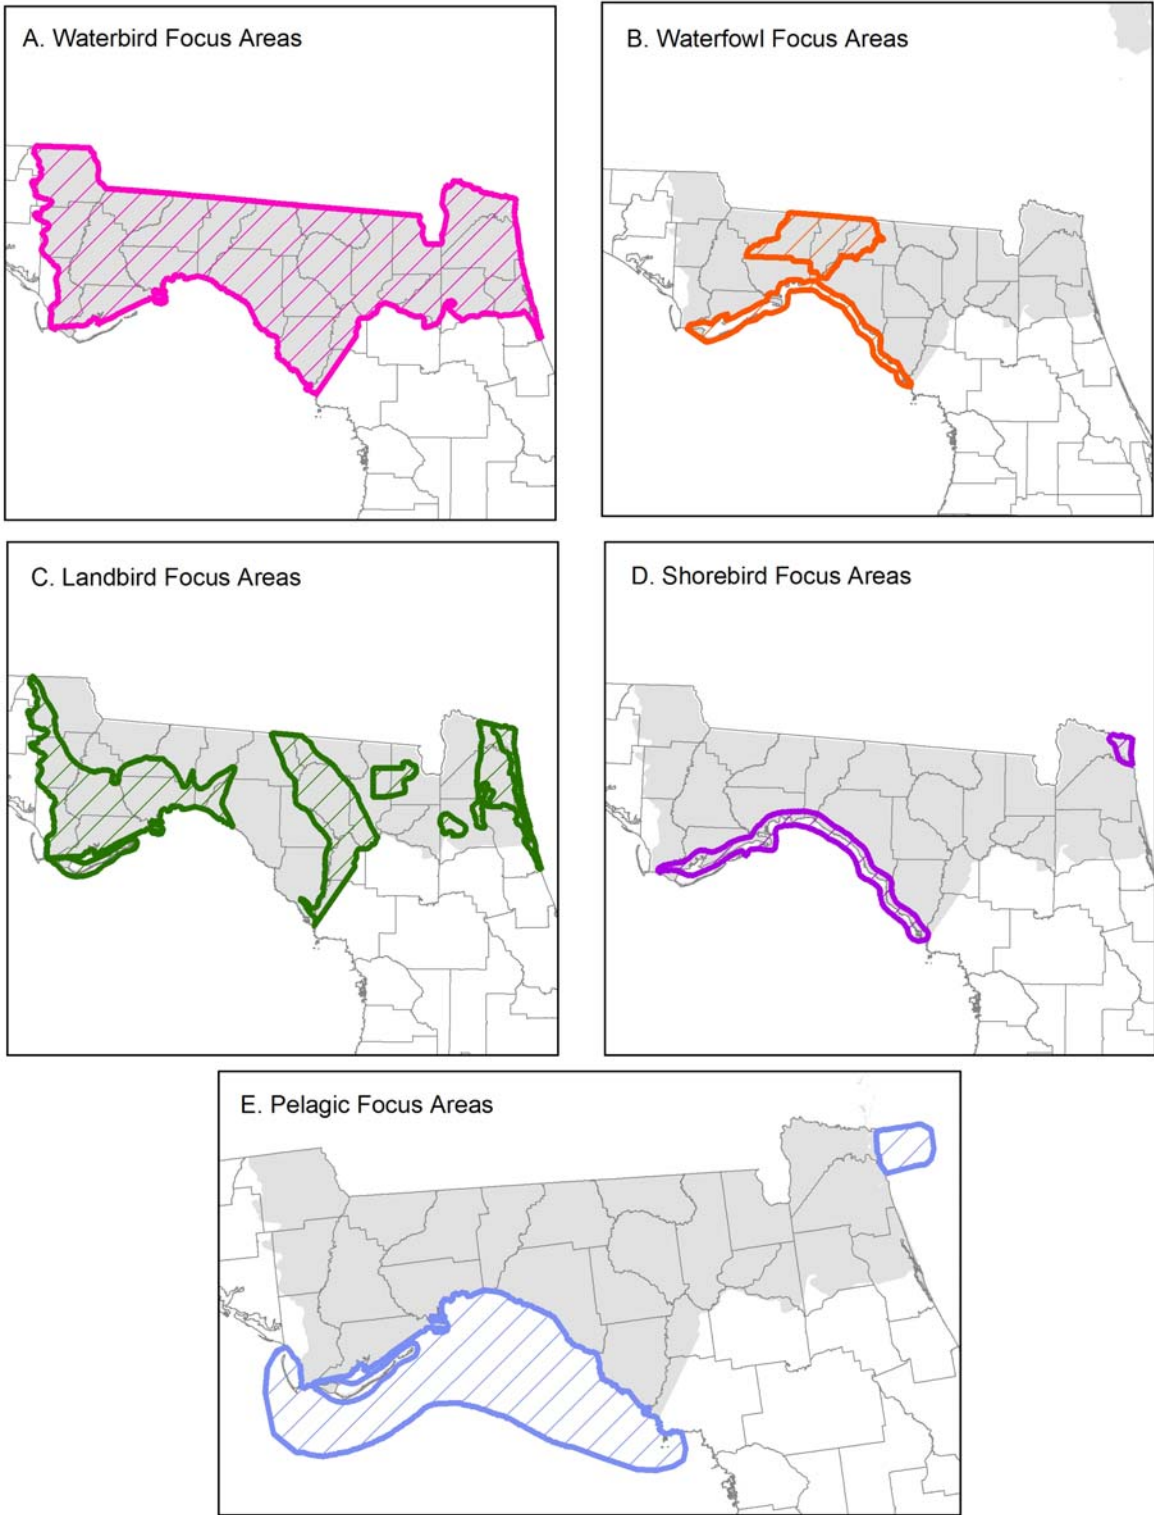 A. Waterbird Focus Areas
B. Waterfowl Focus Areas
C. Landbird Focus Areas
D. Shorebird Focus Areas
E. Pelagic Focus Areas